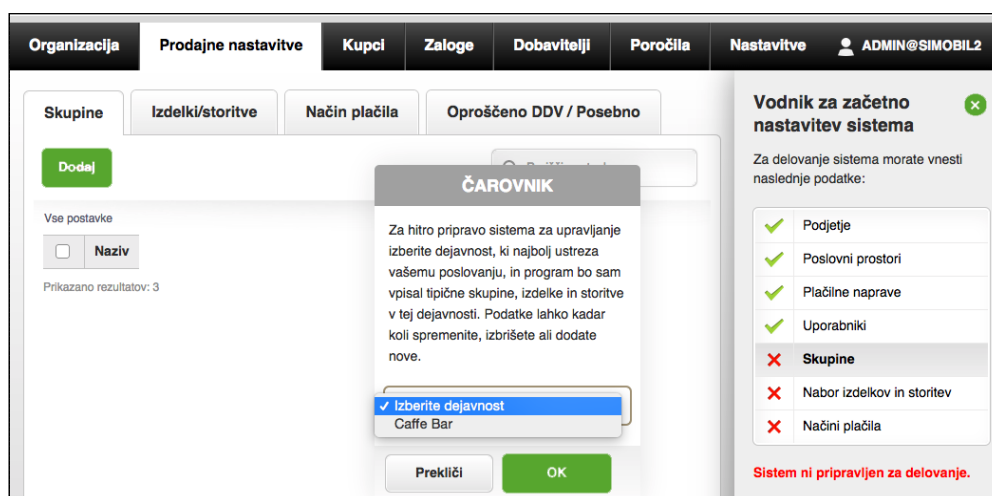 Organizacija Prodajne nastavitve Kupci Zaloge Dobavitelji Poročila Nastavitve ADMIN@SIMOBIL2
Skupine Izdelki/storitve Način plačila Oproščeno DDV / Posebno
Dodaj
Vse postavke
Naziv
Prikazano rezultatov: 3
ČAROVNIK
Za hitro pripravo sistema za upravljanje
izberite dejavnost, ki najbolj ustreza
vašemu poslovanju, in program bo sam
vpisal tipične skupine, izdelke in storitve
v tej dejavnosti. Podatke lahko kadar
koli spremenite, izbrišete ali dodate
nove.
✓ Izberite dejavnost
Caffe Bar
Prekliči OK
Vodnik za začetno
nastavitev sistema
Za delovanje sistema morate vnesti
naslednje podatke:
Podjetje
Poslovni prostori
Plačilne naprave
Uporabniki
Skupine
Nabor izdelkov in storitev
Načini plačila
Sistem ni pripravljen za delovanje.